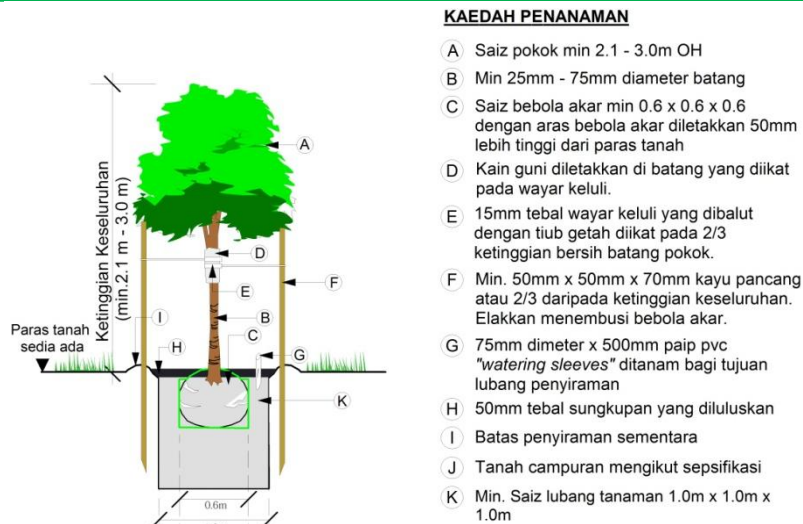 KAEDAH PENANAMAN
A Saiz pokok min 2.1 - 3.0m OH
B Min 25mm - 75mm diameter batang
C Saiz bebola akar min 0.6 x 0.6 x 0.6
dengan aras bebola akar diletakkan 50mm
lebih tinggi dari paras tanah
D Kain guni diletakkan di batang yang diikat
pada wayar keluli.
E 15mm tebal wayar keluli yang dibalut
dengan tiub getah diikat pada 2/3
ketinggian bersih batang pokok.
F Min. 50mm x 50mm x 70mm kayu pancang
atau 2/3 daripada ketinggian keseluruhan.
Elakkan menembusi bebola akar.
G 75mm dimeter x 500mm paip pvc
"watering sleeves" ditanam bagi tujuan
lubang penyiraman
H 50mm tebal sungkupan yang diluluskan
I Batas penyiraman sementara
J Tanah campuran mengikut sepsifikasi
K Min. Saiz lubang tanaman 1.0m x 1.0m x
1.0m
Ketinggian Keseluruhan
(min.2.1 m - 3.0 m)
A
D
F
E
Paras tanah
sedia ada
I
B
H
C
G
K
0.6m